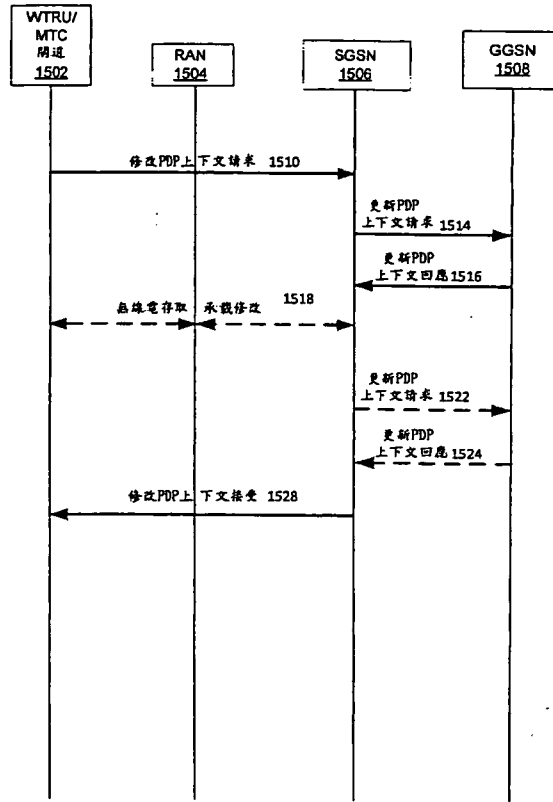 WTRU/
MTC
閘道
1502
RAN
1504
SGSN
1506
GGSN
1508
修改PDP上下文請求 1510
更新PDP
上下文請求 1514
更新PDP
上下文回應 1516
無線電存取 承載修改 1518
更新PDP
上下文請求 1522
更新PDP
上下文回應 1524
修改PDP上下文接受 1528